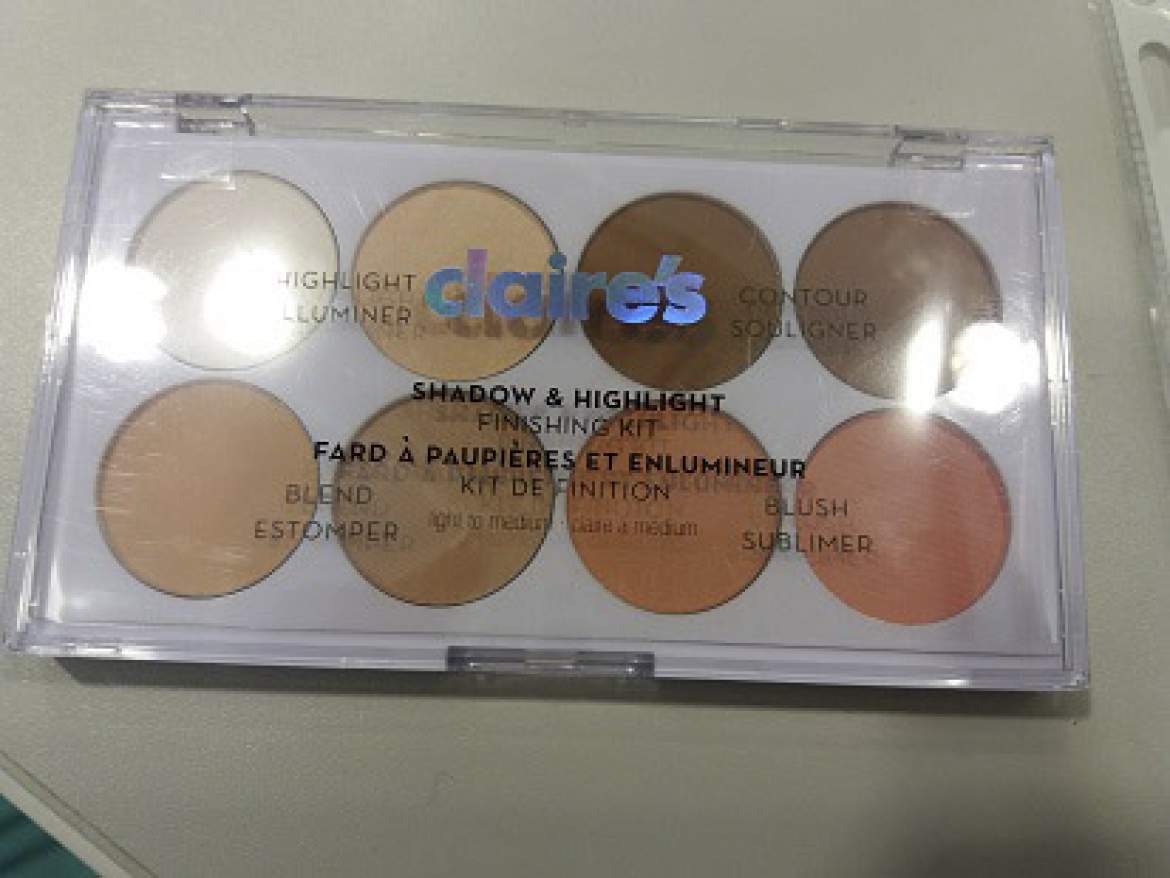 HIGHLIGHT
ILLUMINER
claire's
CONTOUR
SOULIGNER
SHADOW & HIGHLIGHT
FINISHING KIT
FARD À PAUPIÈRES ET ENLUMINEUR
KIT DE FINITION
light to medium · claire à medium
BLEND
ESTOMPER
BLUSH
SUBLIMER